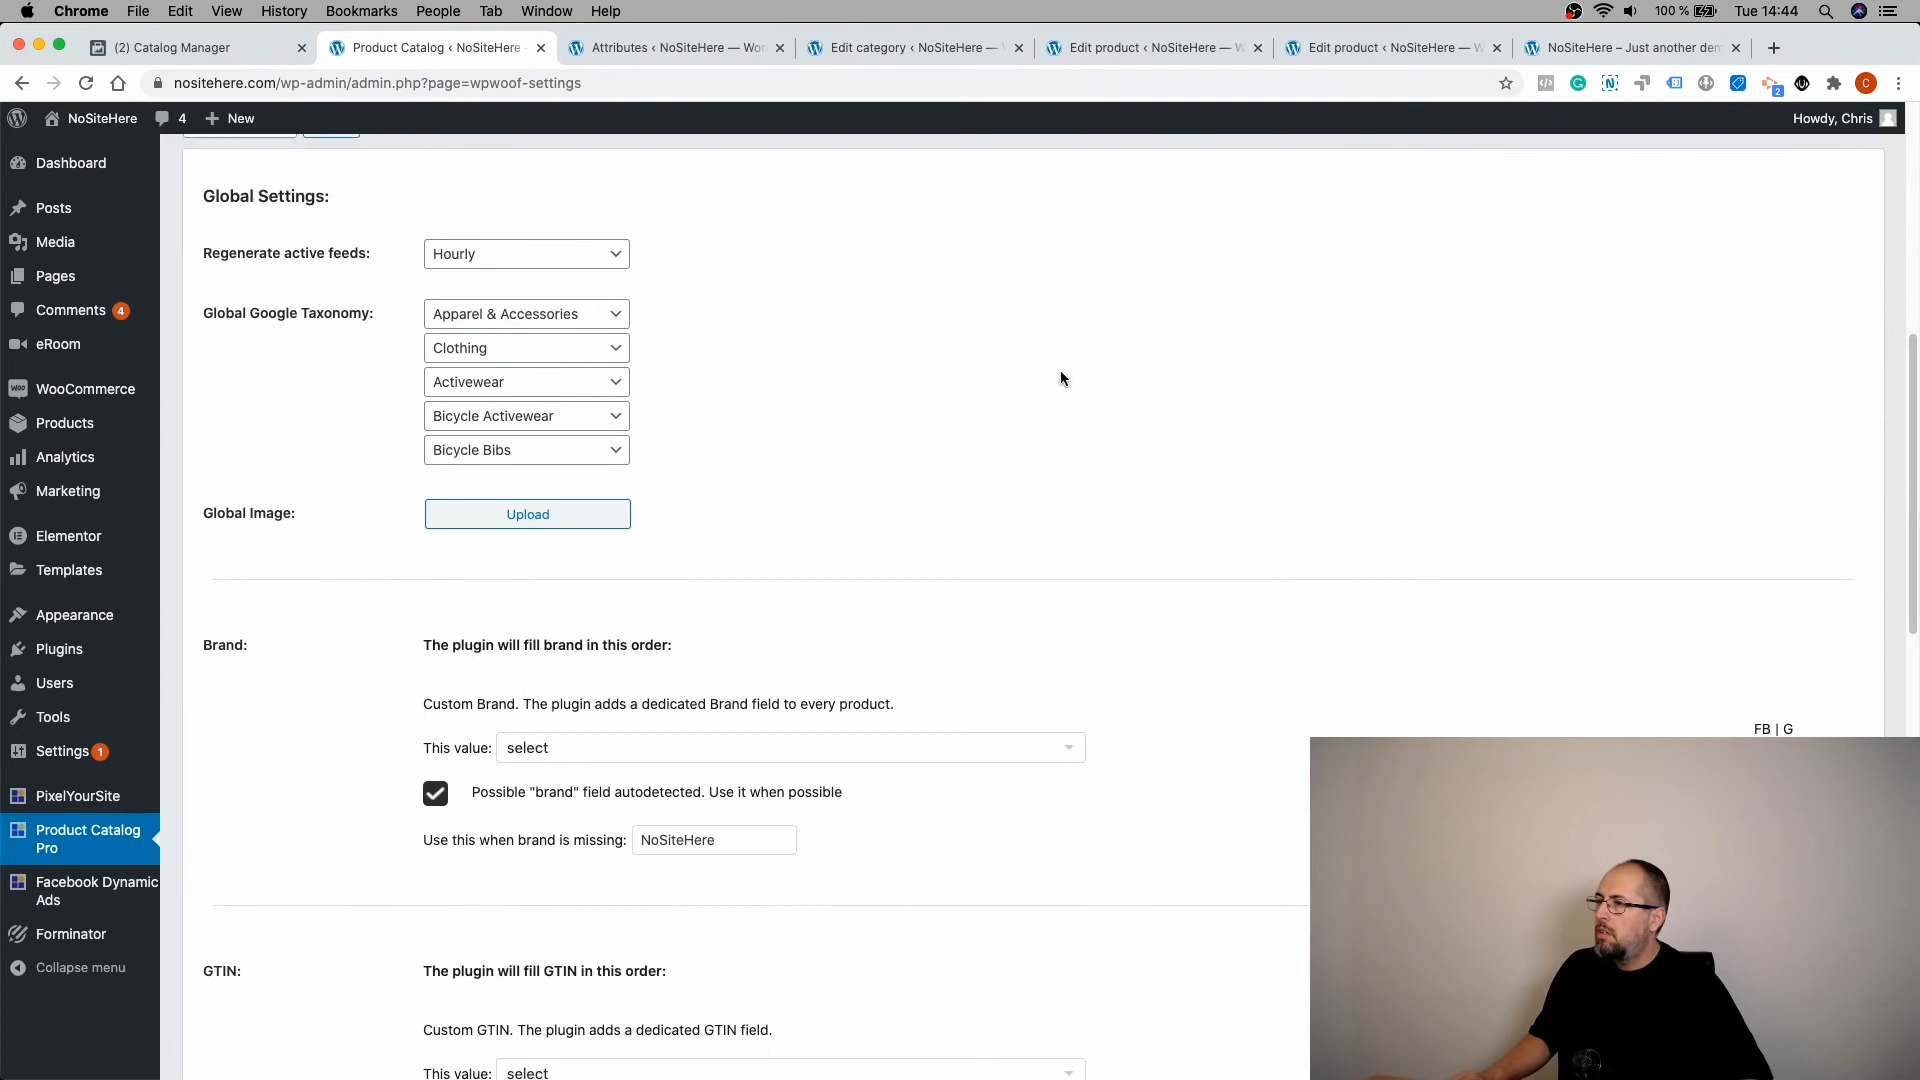 Chrome File Edit View History Bookmarks People Tab Window Help 100 % Tue 14:44
(2) Catalog Manager Product Catalog ‹ NoSiteHere Attributes ‹ NoSiteHere — Wor Edit category ‹ NoSiteHere — Edit product ‹ NoSiteHere — W Edit product ‹ NoSiteHere — W NoSiteHere – Just another dem
nositehere.com/wp-admin/admin.php?page=wpwoof-settings C 2
NoSiteHere 4 New Howdy, Chris
Dashboard
Posts
Media
Pages
Comments 4
eRoom
WooCommerce
Products
Analytics
Marketing
Elementor
Templates
Appearance
Plugins
Users
Tools
Settings 1
PixelYourSite
Product Catalog
Pro
Facebook Dynamic
Ads
Forminator
Collapse menu
Global Settings:
Regenerate active feeds: Hourly
Global Google Taxonomy: Apparel & Accessories
Clothing
Activewear
Bicycle Activewear
Bicycle Bibs
Global Image: Upload
Brand: The plugin will fill brand in this order:
Custom Brand. The plugin adds a dedicated Brand field to every product.
FB | G
This value: select
Possible "brand" field autodetected. Use it when possible
Use this when brand is missing: NoSiteHere
GTIN: The plugin will fill GTIN in this order:
Custom GTIN. The plugin adds a dedicated GTIN field.
This value: select